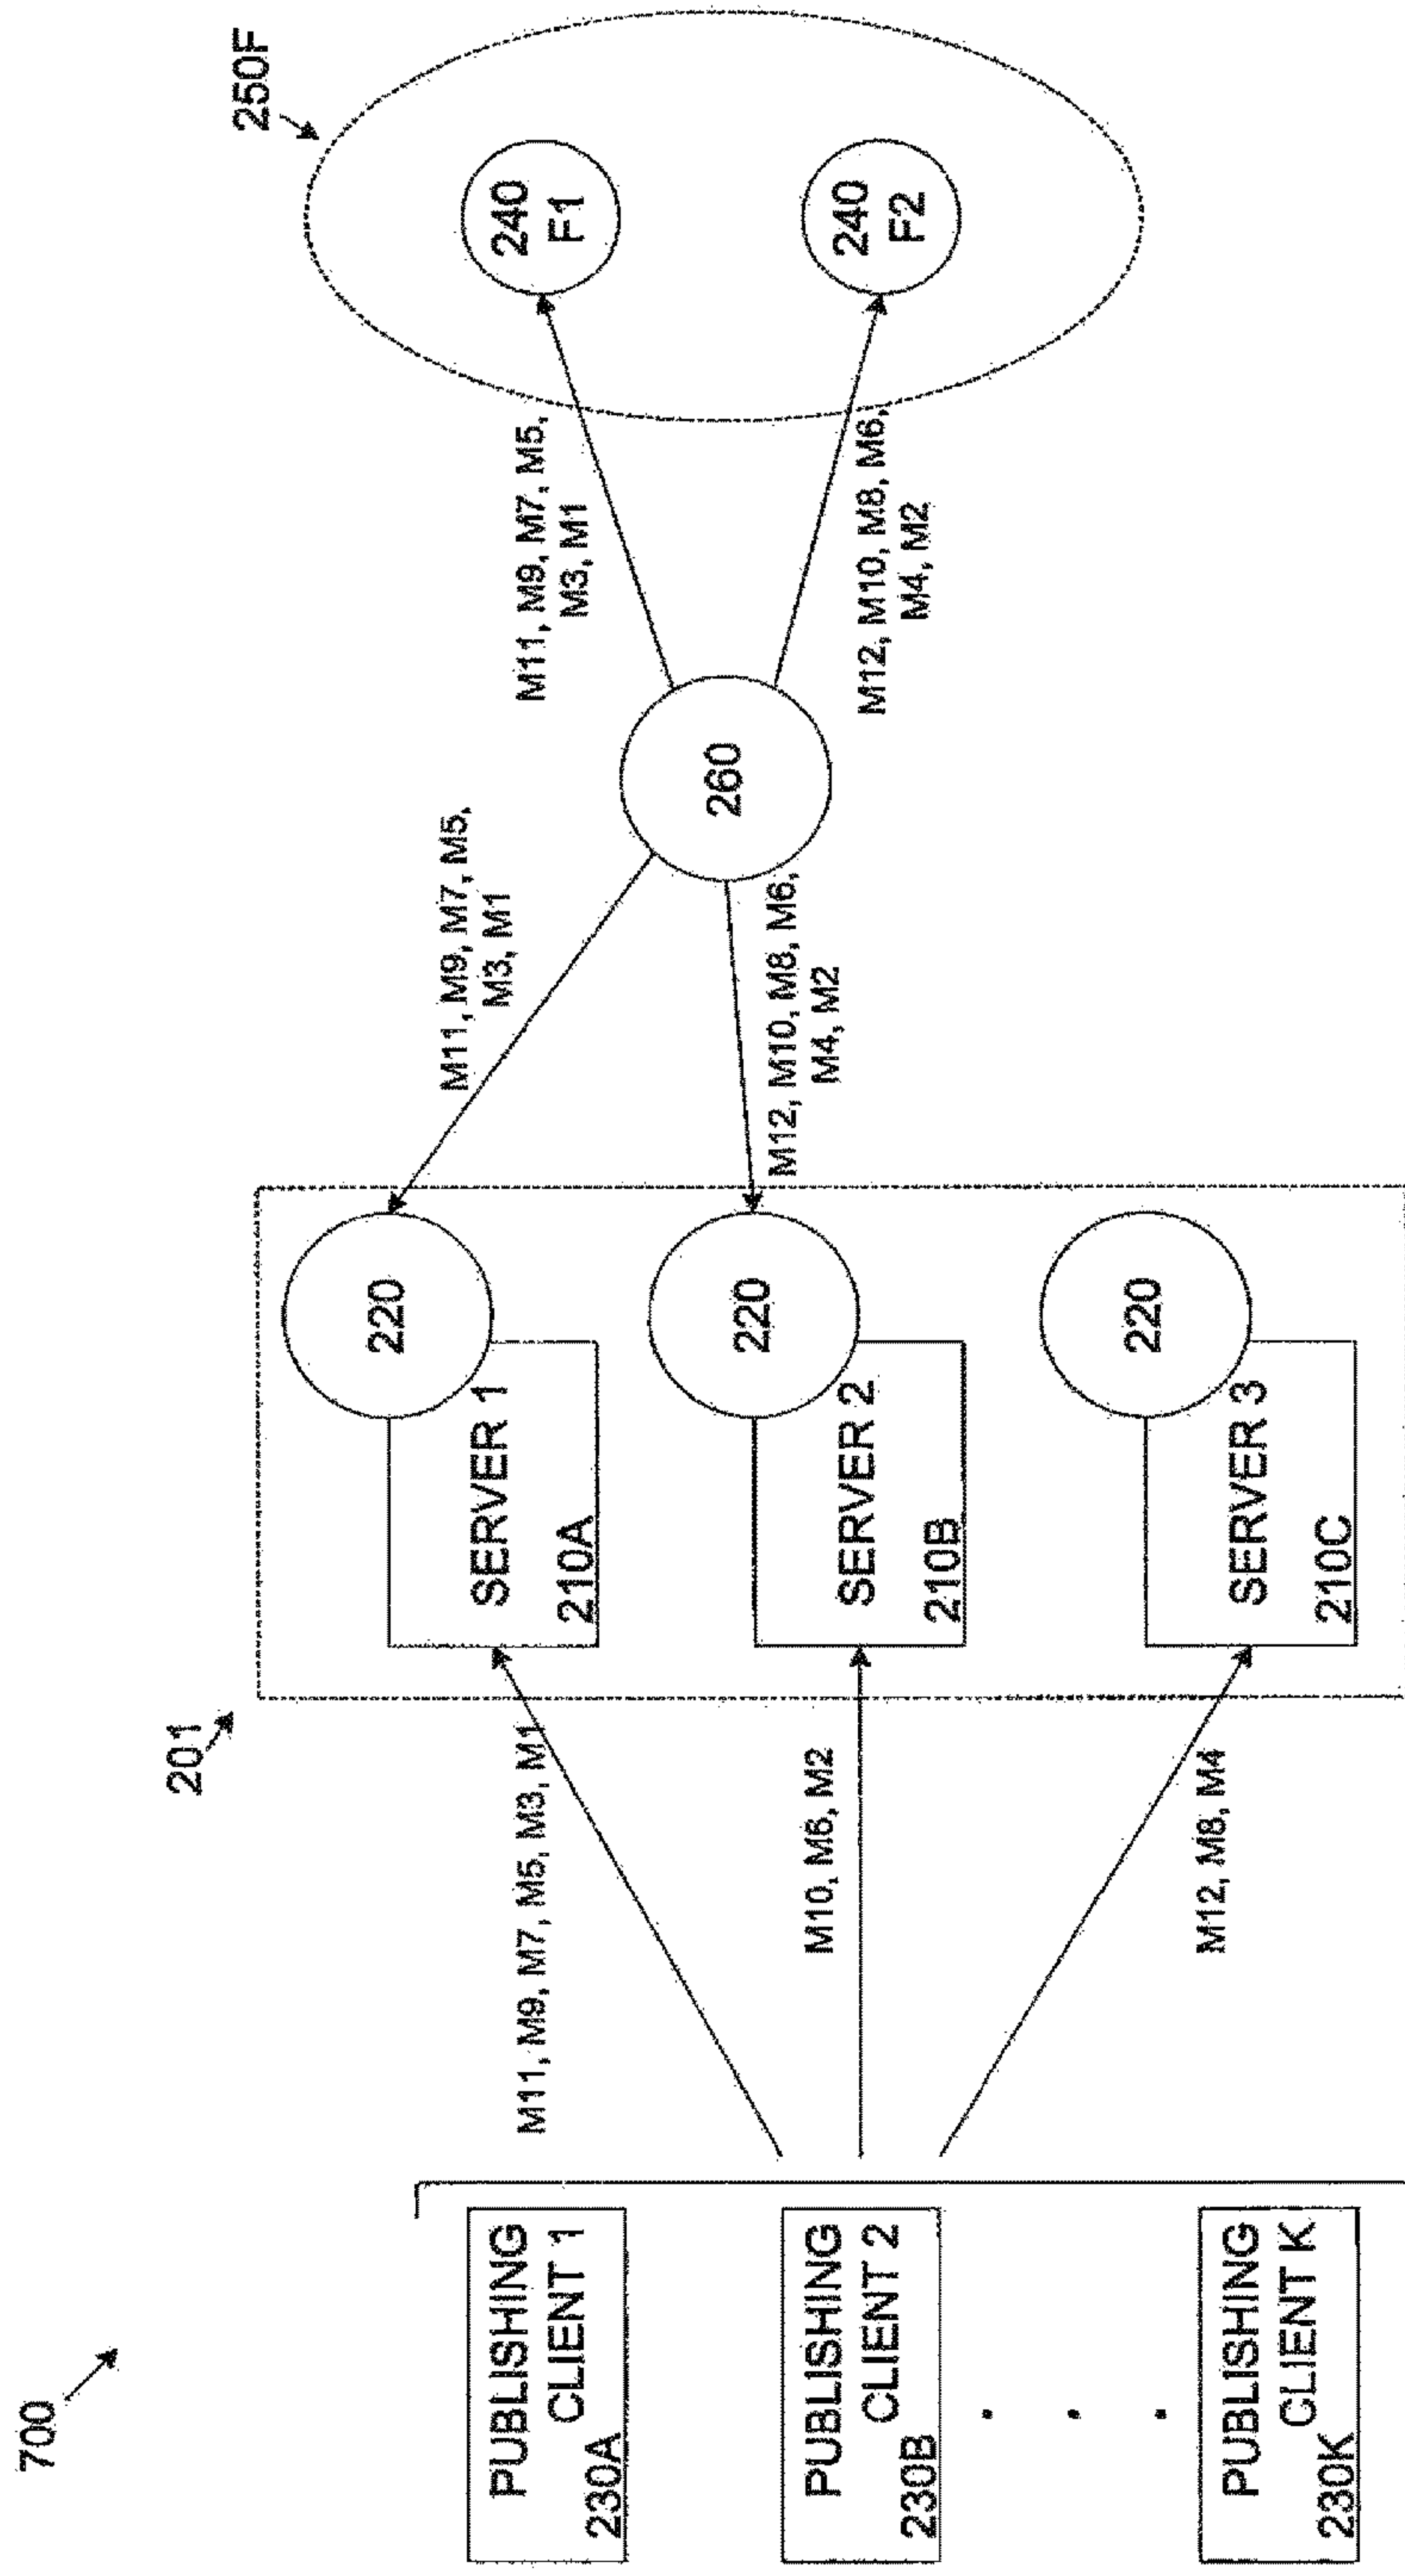 700
PUBLISHING
CLIENT 1
230A
PUBLISHING
CLIENT 2
230B
. . .
PUBLISHING
CLIENT K
230K
M11, M9, M7, M5, M3, M1
M10, M6, M2
M12, M8, M4
201
SERVER 1
210A
220
SERVER 2
210B
220
SERVER 3
210C
220
M11, M9, M7, M5,
M3, M1
M12, M10, M8, M6,
M4, M2
260
M11, M9, M7, M5,
M3, M1
M12, M10, M8, M6,
M4, M2
250F
240
F1
240
F2